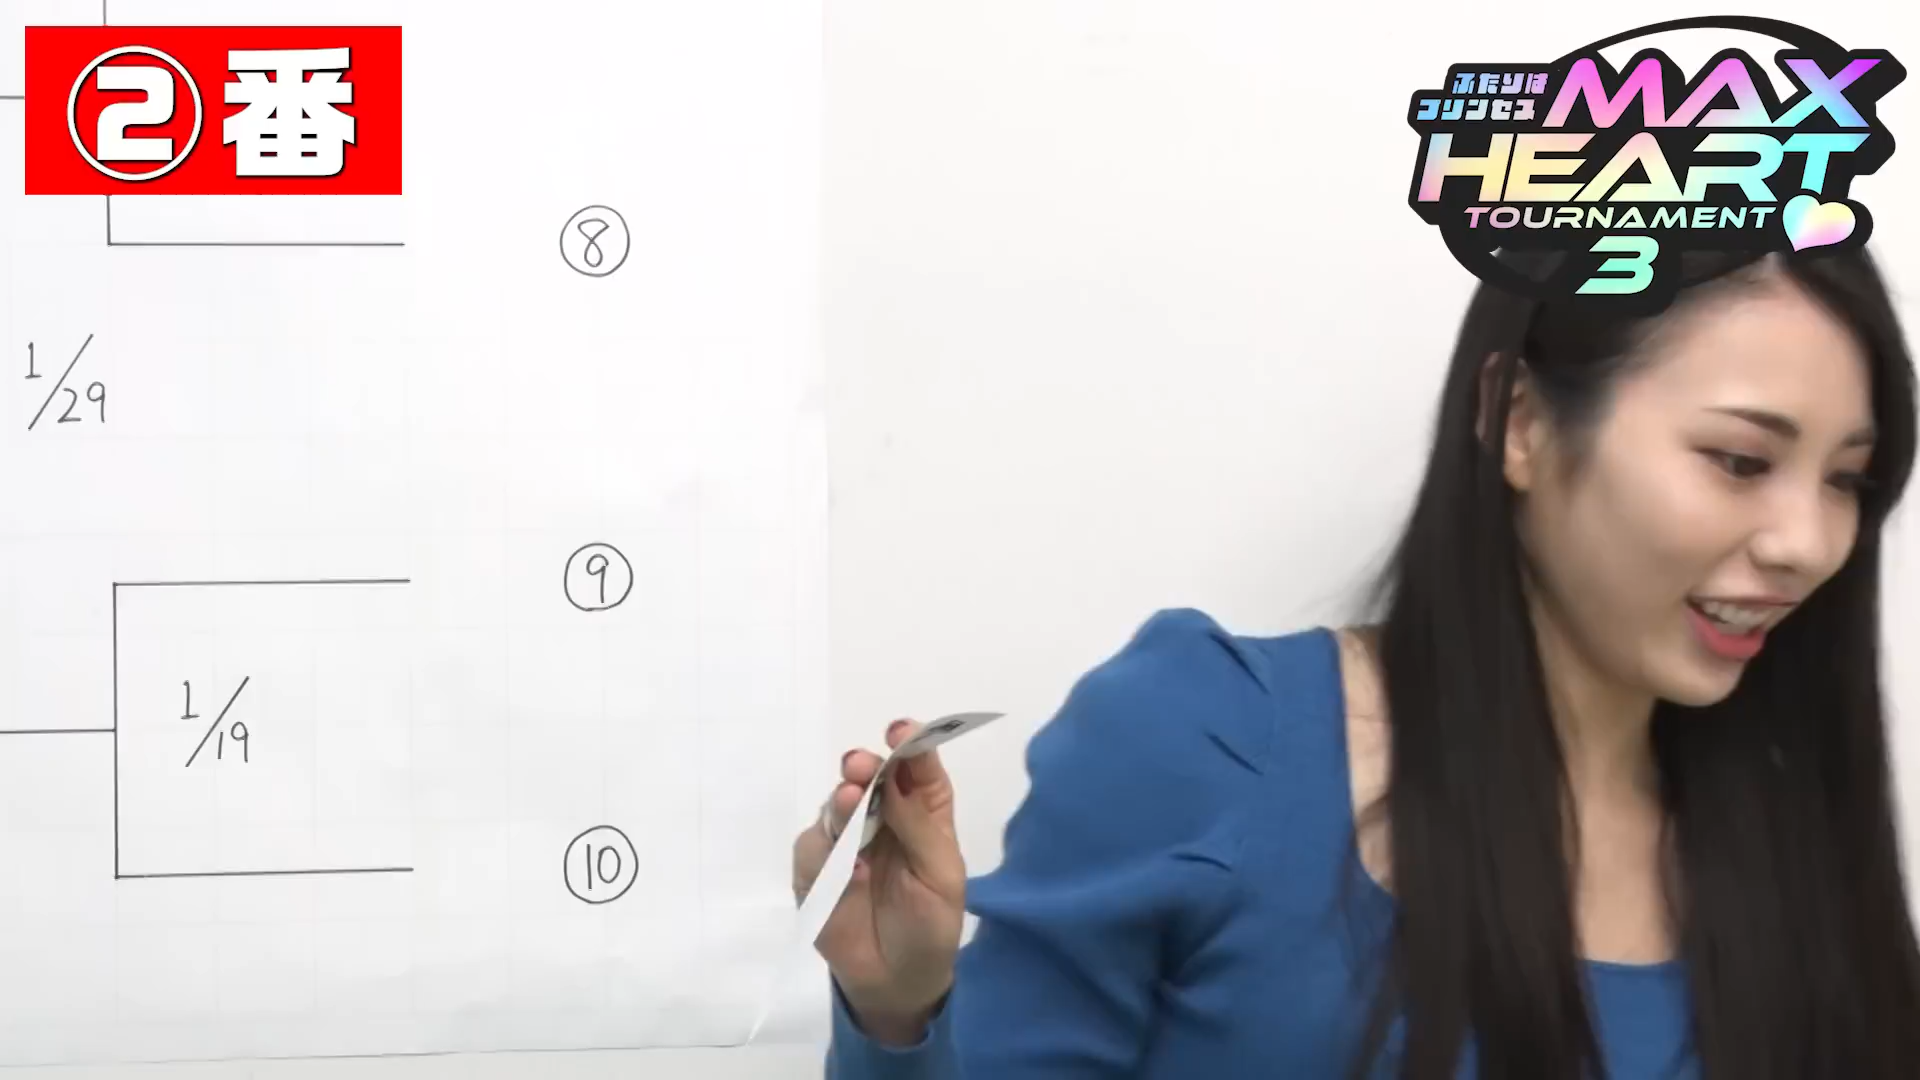 ②番
ふたりは
プリンセス
MAX
HEART
TOURNAMENT
3
⑧
1/29
⑨
1/19
⑩